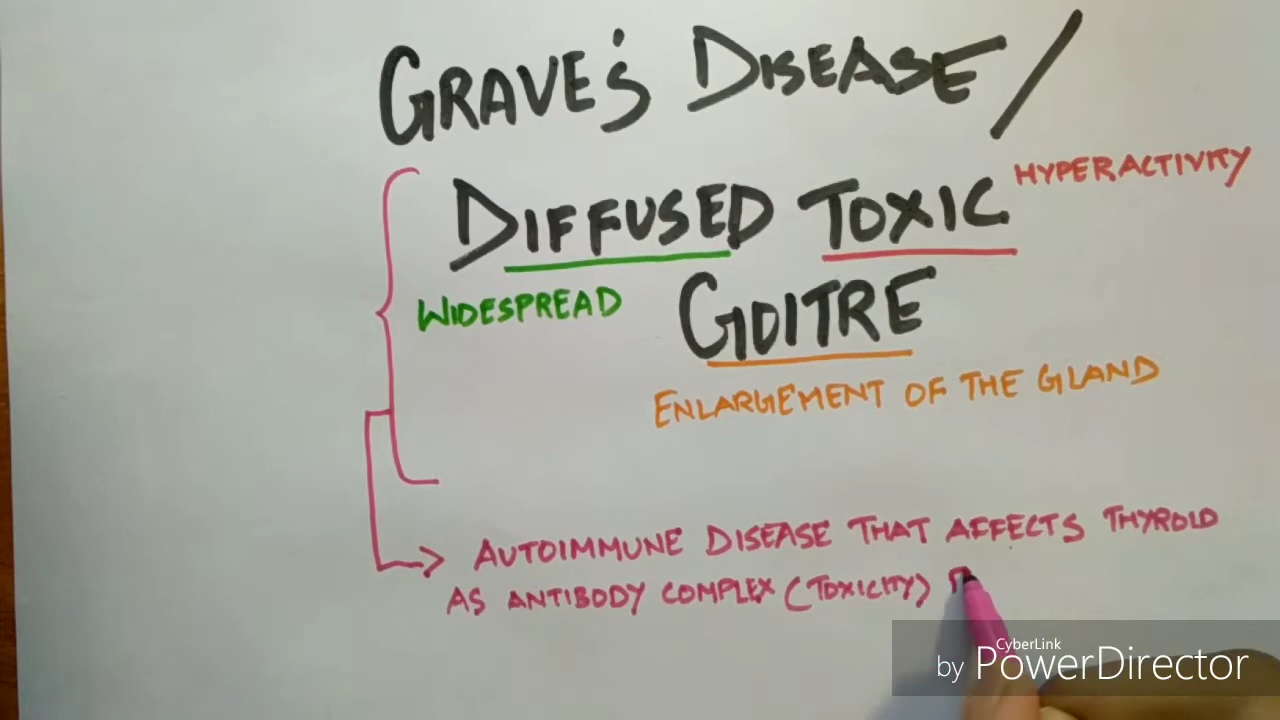 GRAVE'S DISEASE /
HYPERACTIVITY
DIFFUSED TOXIC
WIDESPREAD
GOITRE
ENLARGEMENT OF THE GLAND
AUTOIMMUNE DISEASE THAT AFFECTS THYROID
AS ANTIBODY COMPLEX (TOXICITY)
CyberLink
by PowerDirector